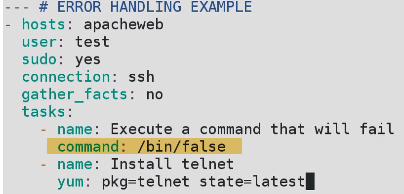 --- # ERROR HANDLING EXAMPLE
- hosts: apacheweb
  user: test
  sudo: yes
  connection: ssh
  gather_facts: no
  tasks:
    - name: Execute a command that will fail
      command: /bin/false
    - name: Install telnet
      yum: pkg=telnet state=latest